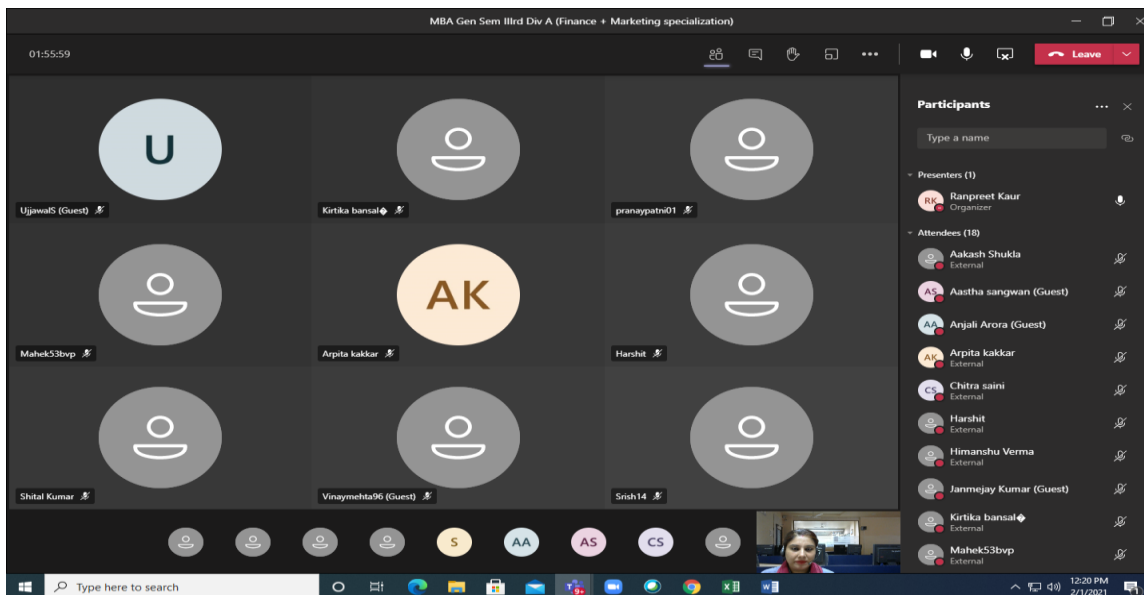 MBA Gen Sem IIIrd Div A (Finance + Marketing specialization)
01:55:59
Leave
U
UjjawalS (Guest)
Kirtika bansal�
pranaypatni01
Mahek53bvp
AK
Arpita kakkar
Harshit
Shital Kumar
Vinaymehta96 (Guest)
Srish14
S
AA
AS
CS
Participants
Type a name
Presenters (1)
RK
Ranpreet Kaur
Organizer
Attendees (18)
Aakash Shukla
External
AS
Aastha sangwan (Guest)
AA
Anjali Arora (Guest)
AK
Arpita kakkar
External
CS
Chitra saini
External
Harshit
External
Himanshu Verma
External
Janmejay Kumar (Guest)
Kirtika bansal�
External
Mahek53bvp
External
Type here to search
9+
12:20 PM
2/1/2021